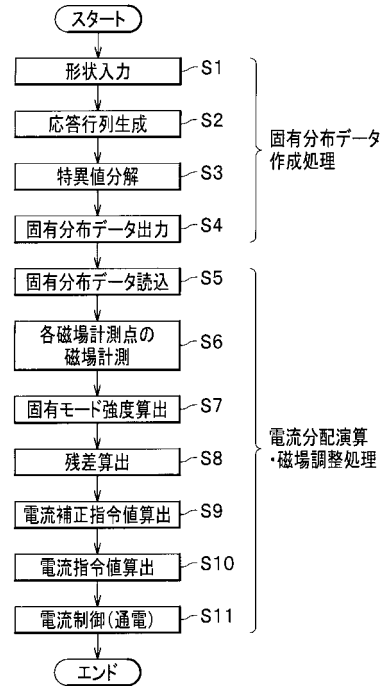 スタート
形状入力
S1
応答行列生成
S2
特異値分解
S3
固有分布データ出力
S4
固有分布データ
作成処理
固有分布データ読込
S5
各磁場計測点の
磁場計測
S6
固有モード強度算出
S7
残差算出
S8
電流補正指令値算出
S9
電流指令値算出
S10
電流制御(通電)
S11
電流分配演算
・磁場調整処理
エンド